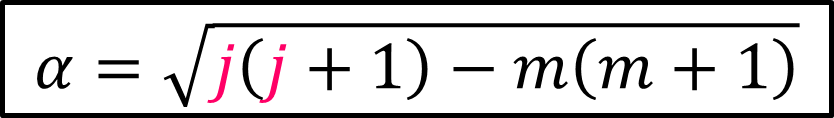 α = √j(j + 1) − m(m + 1)